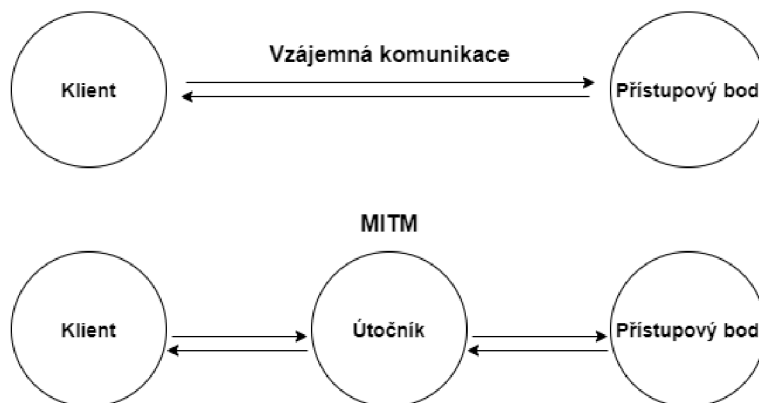 Vzájemná komunikace
Klient
Přístupový bod
MITM
Klient
Útočník
Přístupový bod